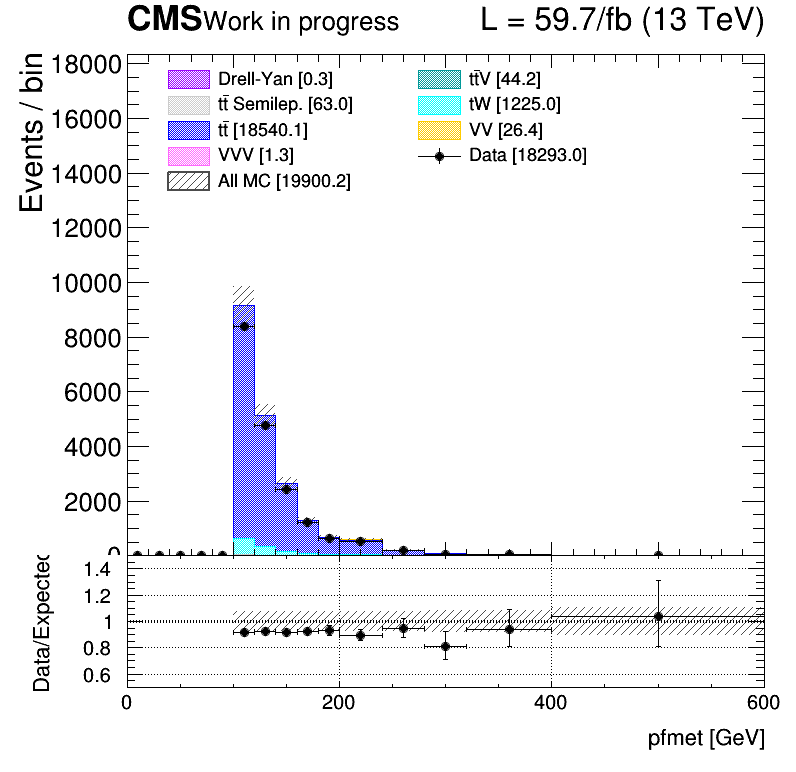 CMS Work in progress L = 59.7/fb (13 TeV)
Events / bin
18000
16000
14000
12000
10000
8000
6000
4000
2000
0
Drell-Yan [0.3]
tt̄ Semilep. [63.0]
tt̄ [18540.1]
VVV [1.3]
All MC [19900.2]
tt̄V [44.2]
tW [1225.0]
VV [26.4]
Data [18293.0]
Data/Expected
1.4
1.2
1
0.8
0.6
0 200 400 600
pfmet [GeV]